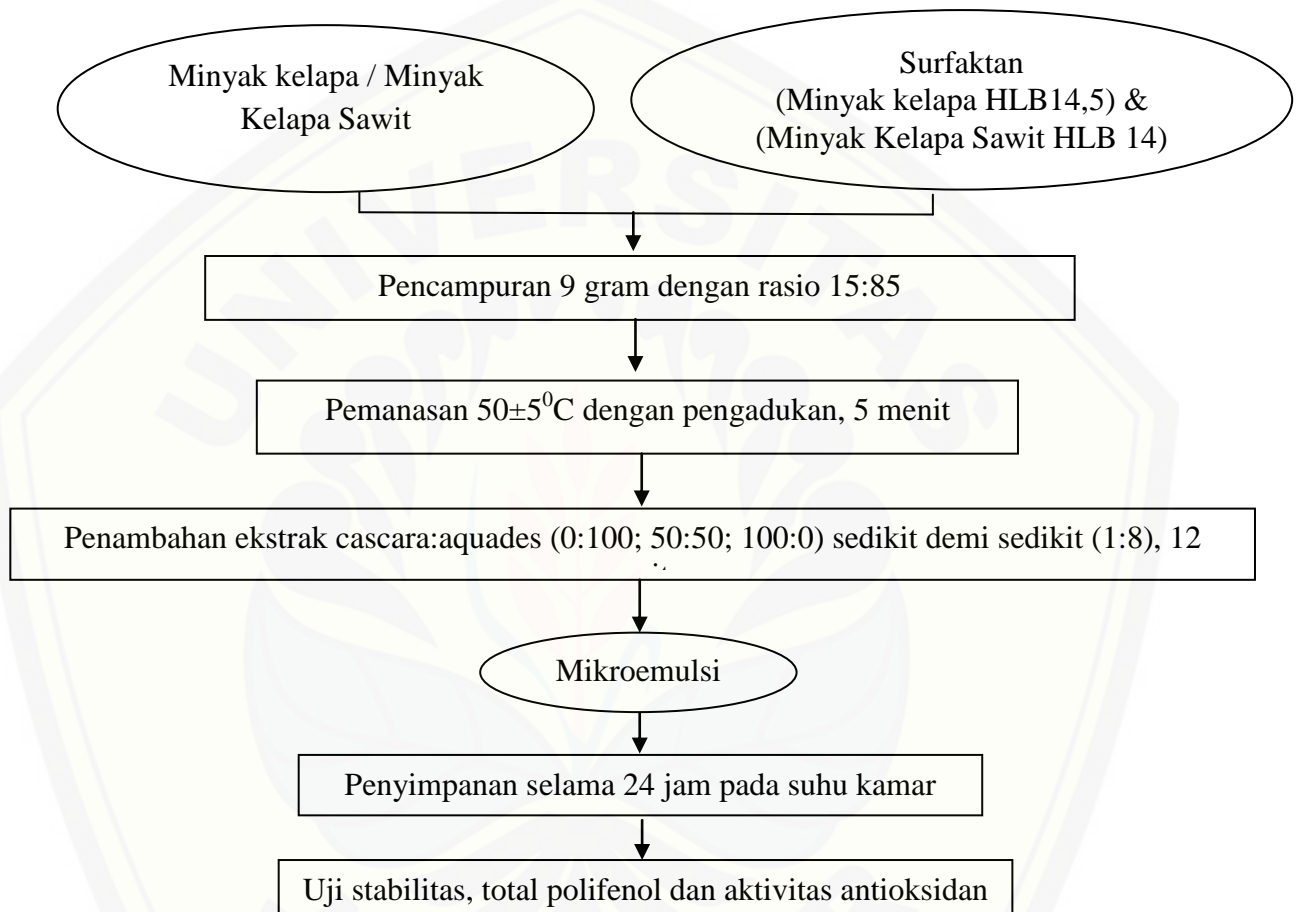 Minyak kelapa / Minyak
Kelapa Sawit
Surfaktan
(Minyak kelapa HLB14,5) &
(Minyak Kelapa Sawit HLB 14)
UNIVERSITAS
Pencampuran 9 gram dengan rasio 15:85
Pemanasan 50±5⁰C dengan pengadukan, 5 menit
Penambahan ekstrak cascara:aquades (0:100; 50:50; 100:0) sedikit demi sedikit (1:8), 12
Mikroemulsi
Penyimpanan selama 24 jam pada suhu kamar
Uji stabilitas, total polifenol dan aktivitas antioksidan